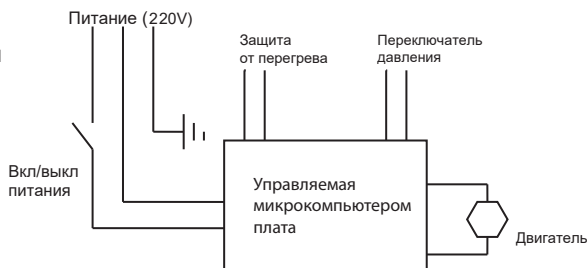 Питание (220V)
Защита
от перегрева
Переключатель
давления
Вкл/выкл
питания
Управляемая
микрокомпьютером
плата
Двигатель